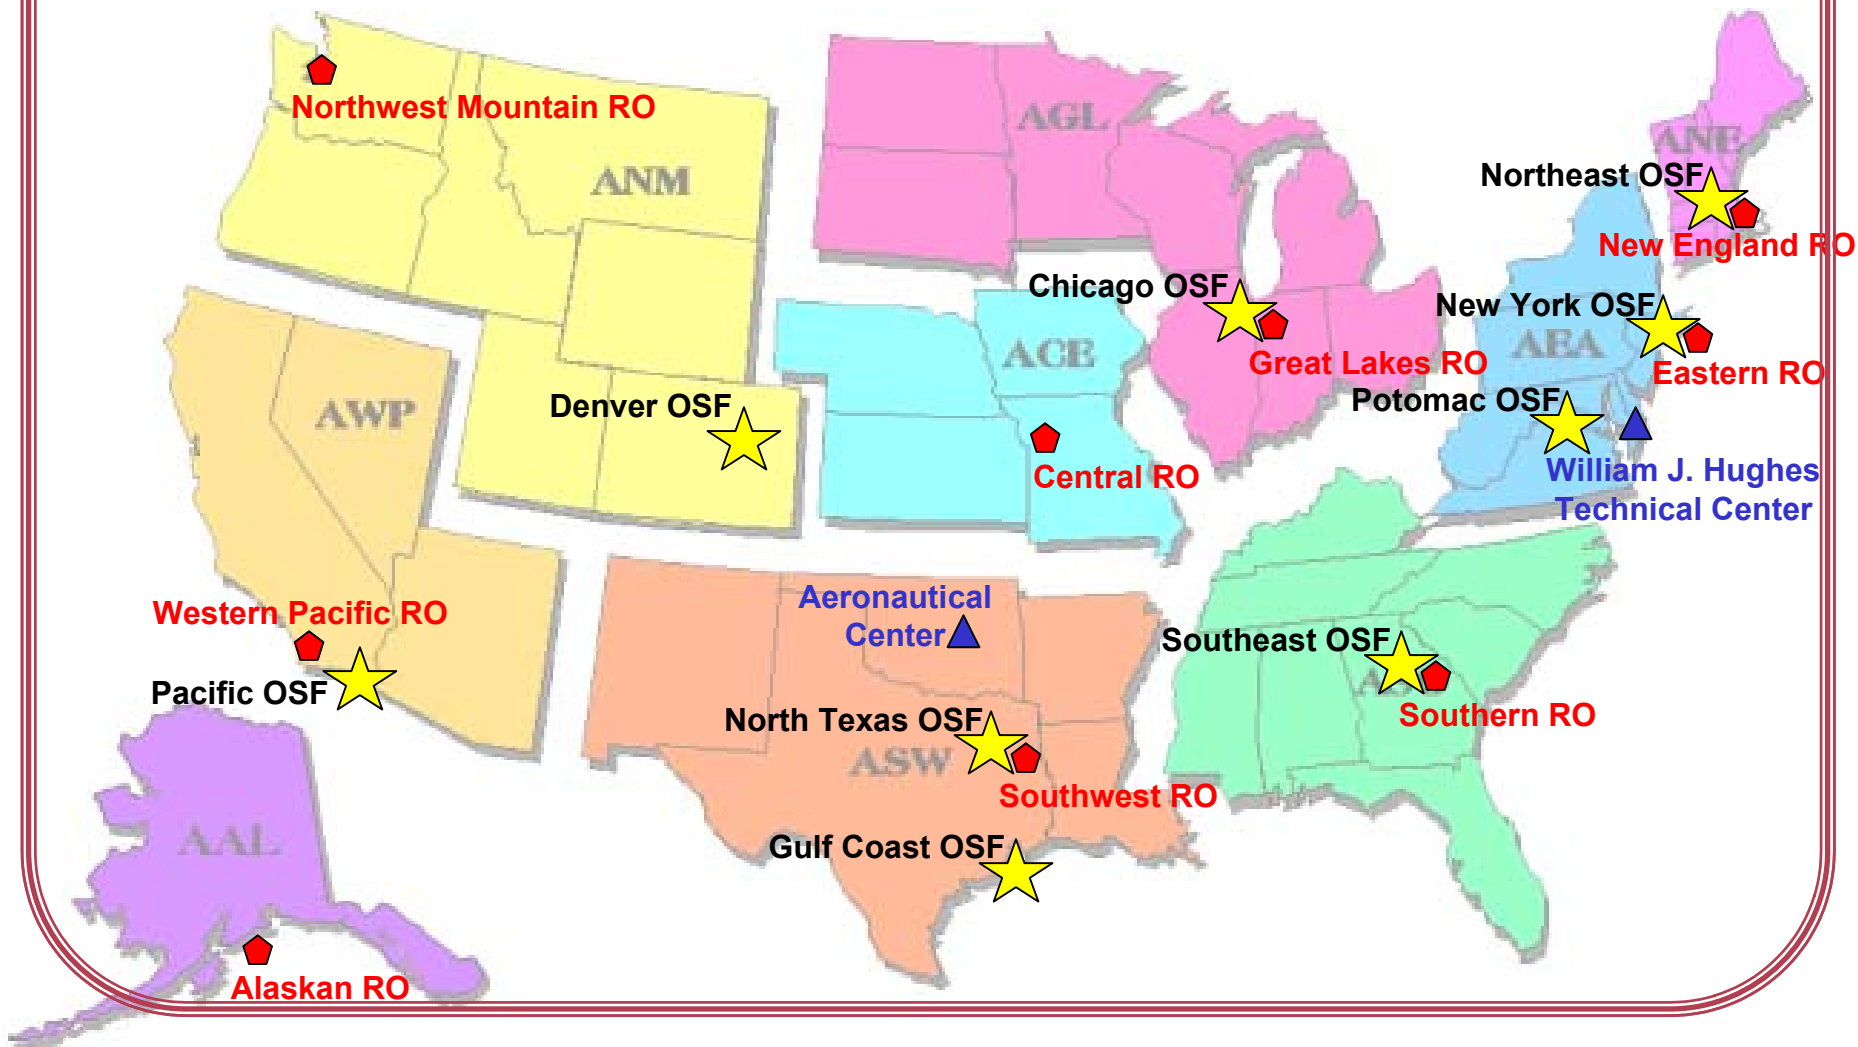 Northwest Mountain RO
AGL
ANE
ANM
Northeast OSF
New England RO
Chicago OSF
New York OSF
ACE
AEA
Great Lakes RO
Eastern RO
Denver OSF
AWP
Potomac OSF
Central RO
William J. Hughes
Technical Center
Western Pacific RO
Aeronautical
Center
Southeast OSF
Pacific OSF
North Texas OSF
Southern RO
ASW
Southwest RO
AAL
Gulf Coast OSF
Alaskan RO